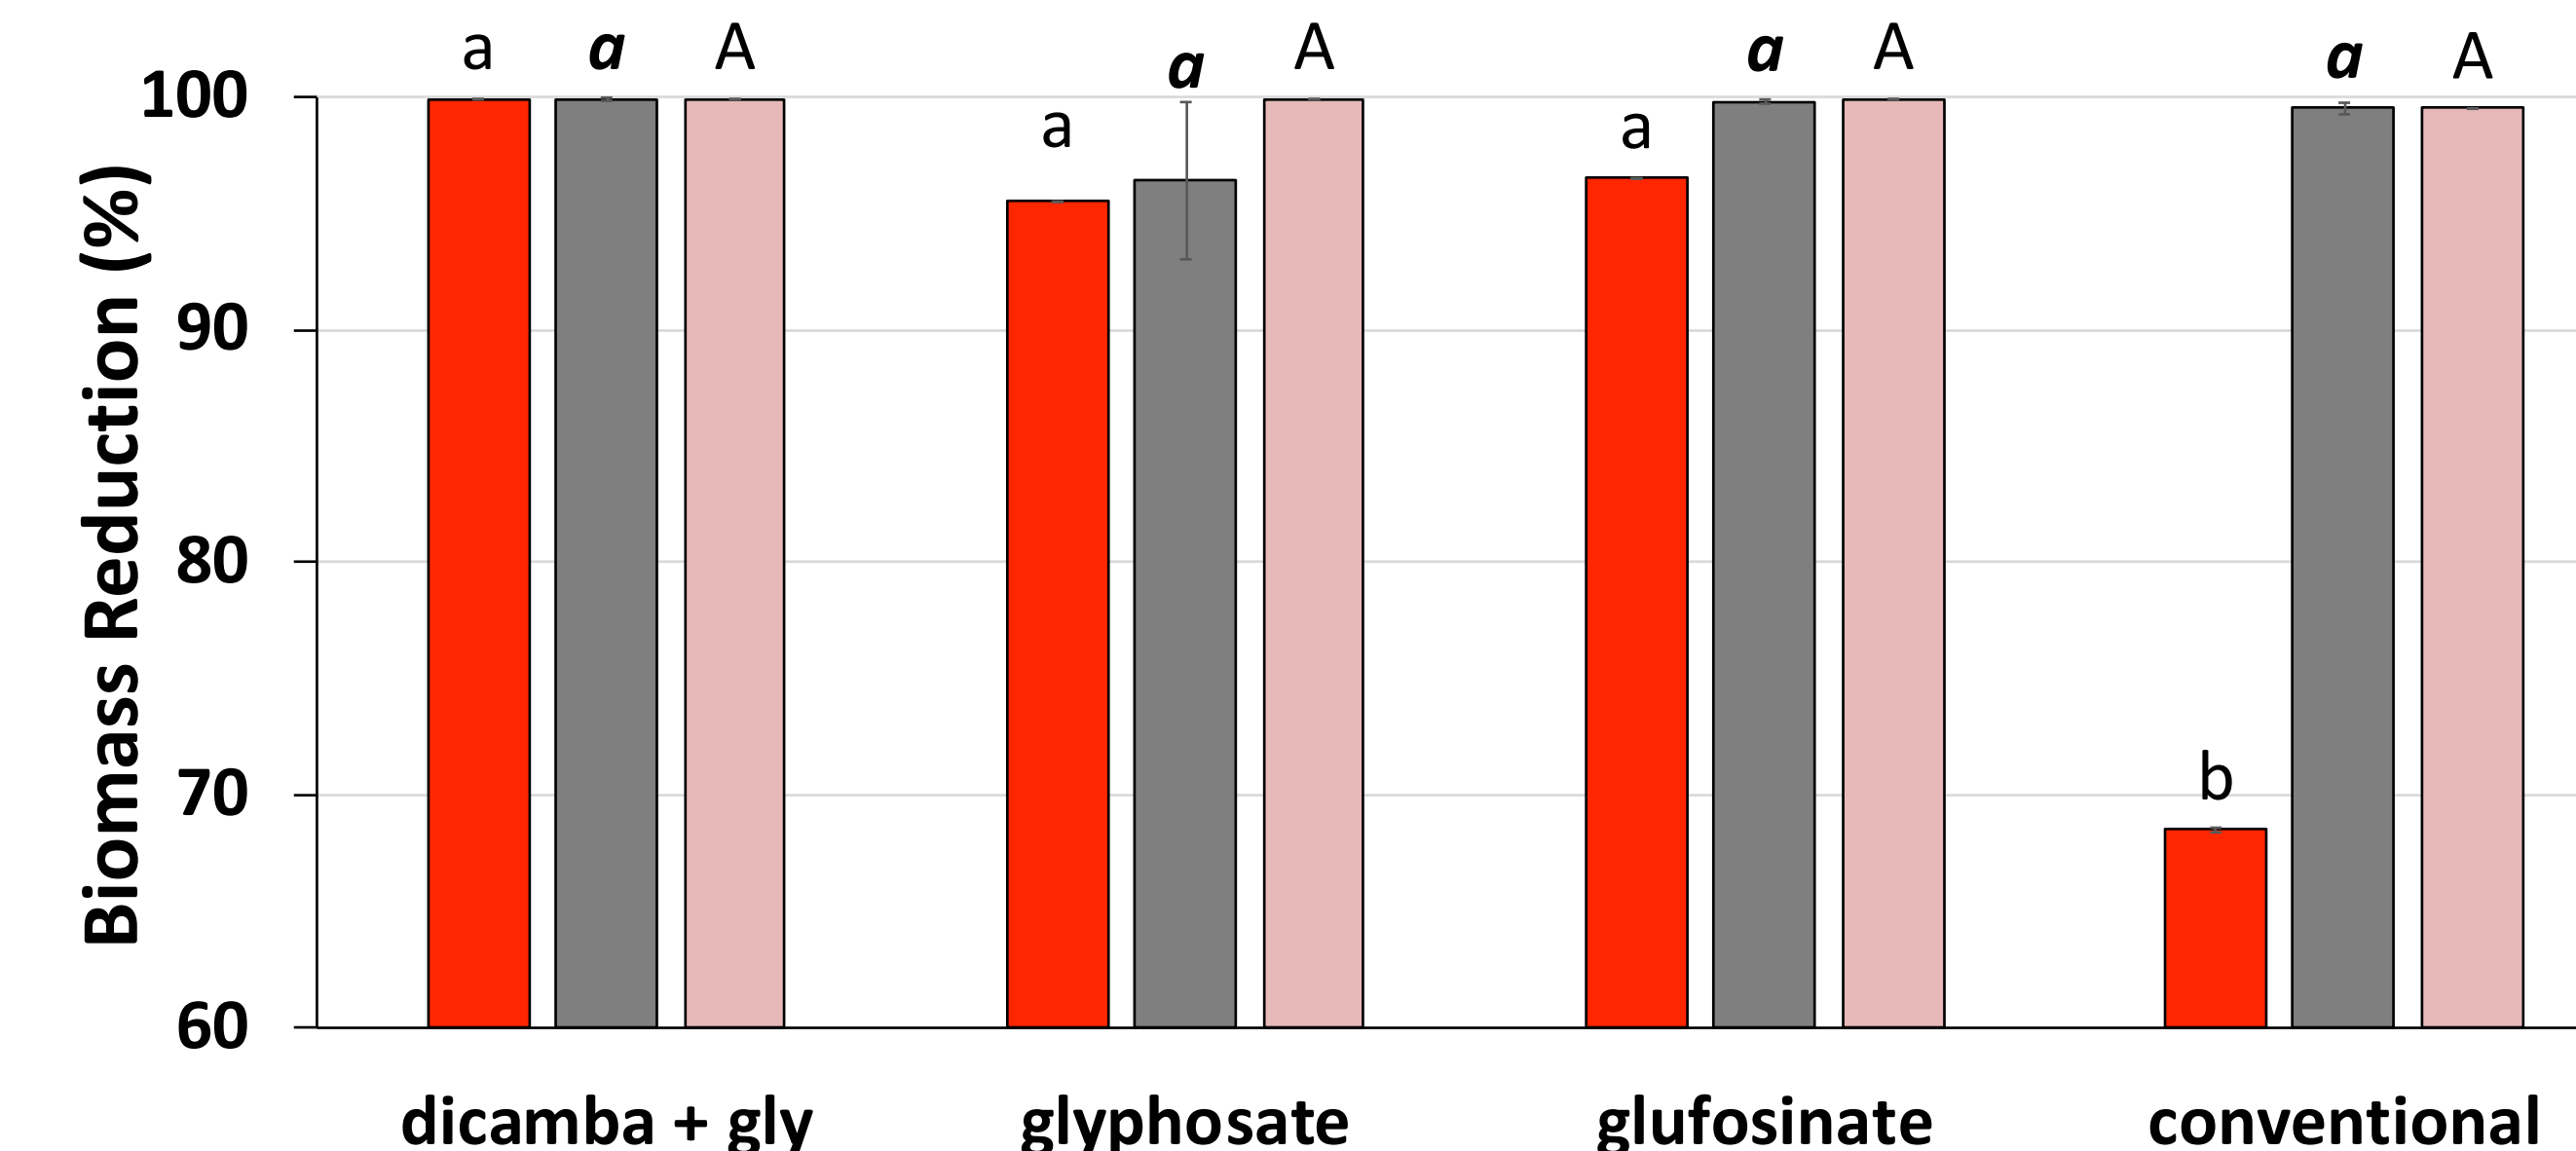 a a A a A a A a A
100
a a
Biomass Reduction (%)
90
80
70
b
60
dicamba + gly glyphosate glufosinate conventional